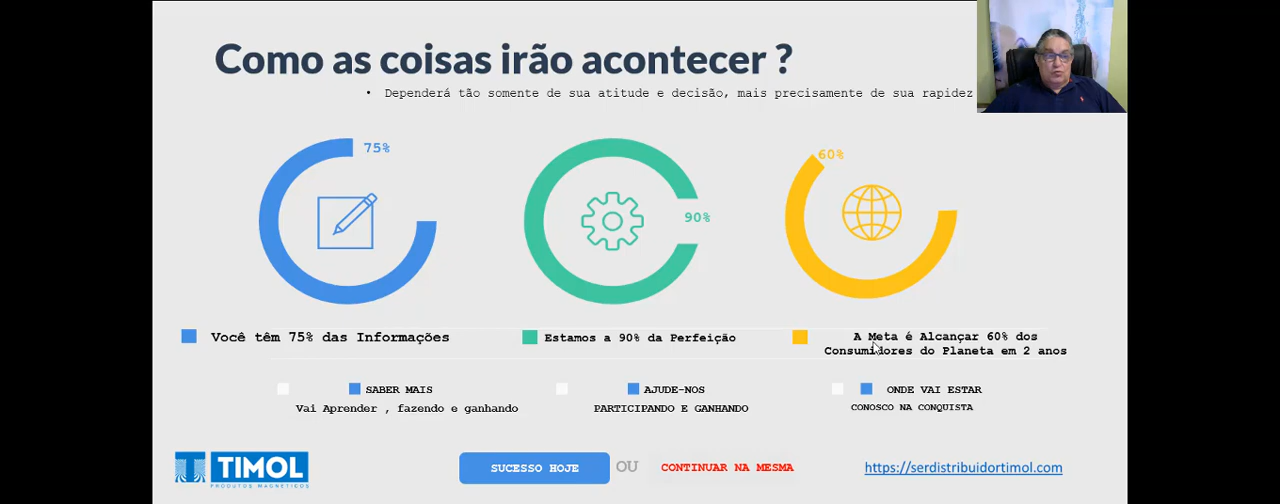 Como as coisas irão acontecer ?
• Dependerá tão somente de sua atitude e decisão, mais precisamente de sua rapidez
75%
90%
60%
Você têm 75% das Informações
Estamos a 90% da Perfeição
A Meta é Alcançar 60% dos
Consumidores do Planeta em 2 anos
SABER MAIS
Vai Aprender , fazendo e ganhando
AJUDE-NOS
PARTICIPANDO E GANHANDO
ONDE VAI ESTAR
CONOSCO NA CONQUISTA
TIMOL
PRODUTOS MAGNÉTICOS
SUCESSO HOJE
OU
CONTINUAR NA MESMA
https://serdistribuidortimol.com